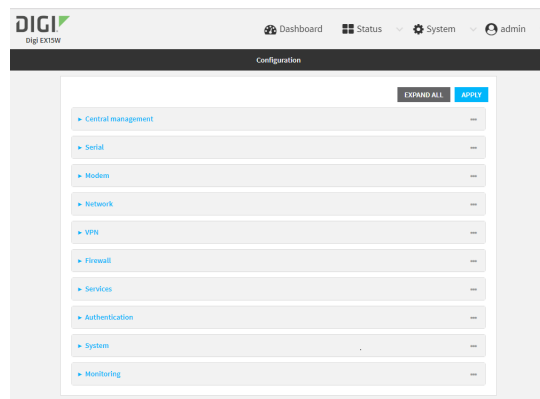 DIGI
Digi EX15W
Dashboard
Status
System
admin
Configuration
EXPAND ALL
APPLY
Central management
Serial
Modem
Network
VPN
Firewall
Services
Authentication
System
Monitoring